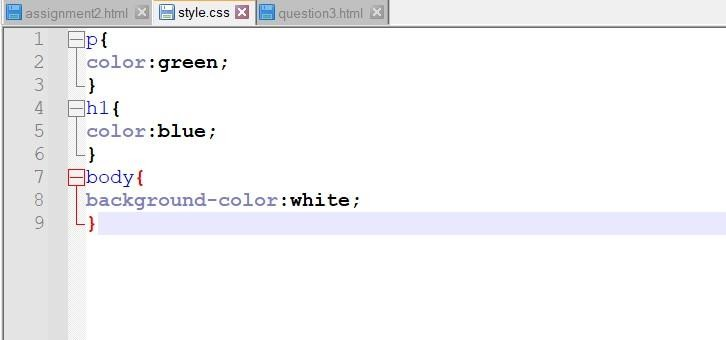 assignment2.html style.css question3.html
1 p{
2 color:green;
3 }
4 h1{
5 color:blue;
6 }
7 body{
8 background-color:white;
9 }